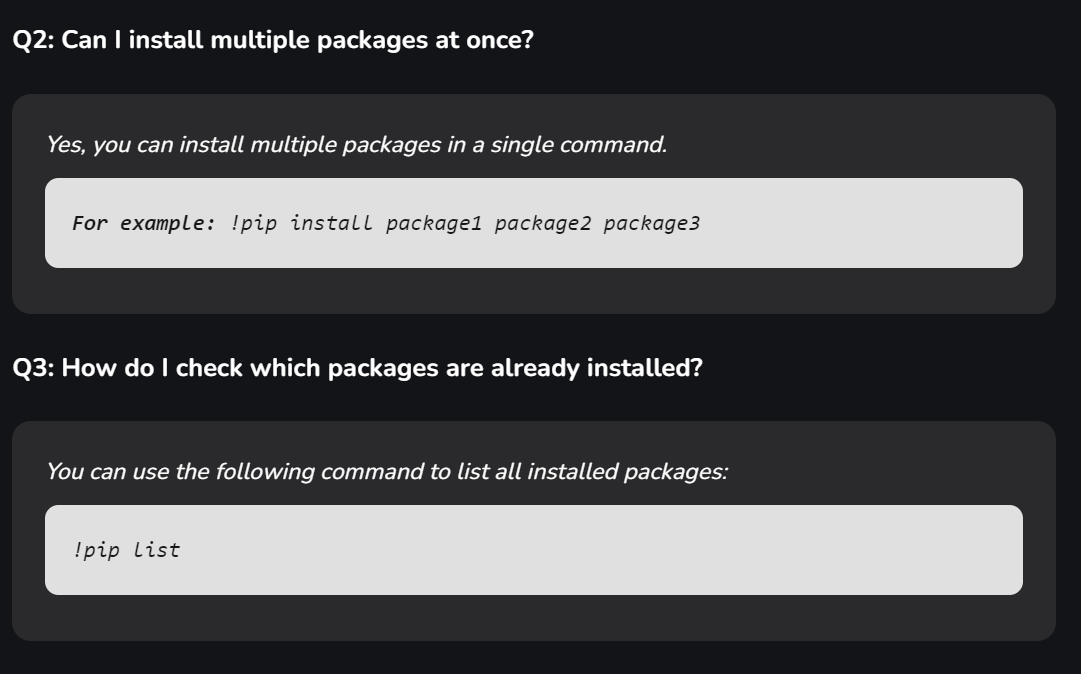 Q2: Can I install multiple packages at once?
Yes, you can install multiple packages in a single command.
For example: !pip install package1 package2 package3
Q3: How do I check which packages are already installed?
You can use the following command to list all installed packages:
!pip list